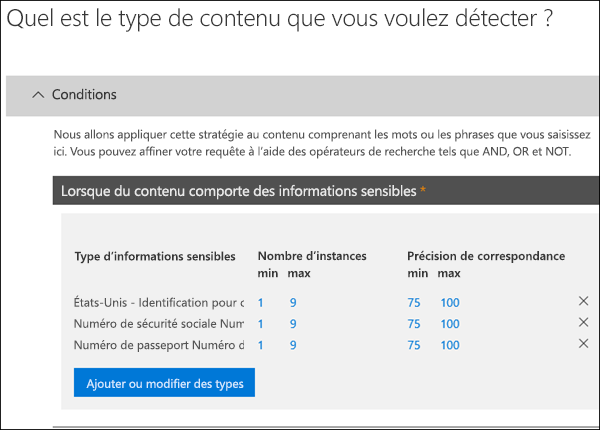 Quel est le type de contenu que vous voulez détecter ?
Conditions
Nous allons appliquer cette stratégie au contenu comprenant les mots ou les phrases que vous saisissez
ici. Vous pouvez affiner votre requête à l'aide des opérateurs de recherche tels que AND, OR et NOT.
Lorsque du contenu comporte des informations sensibles *
Type d'informations sensibles Nombre d'instances Précision de correspondance
min max min max
États-Unis - Identification pour 1 9 75 100
Numéro de sécurité sociale 1 9 75 100
Numéro de passeport Numéro 1 9 75 100
Ajouter ou modifier des types